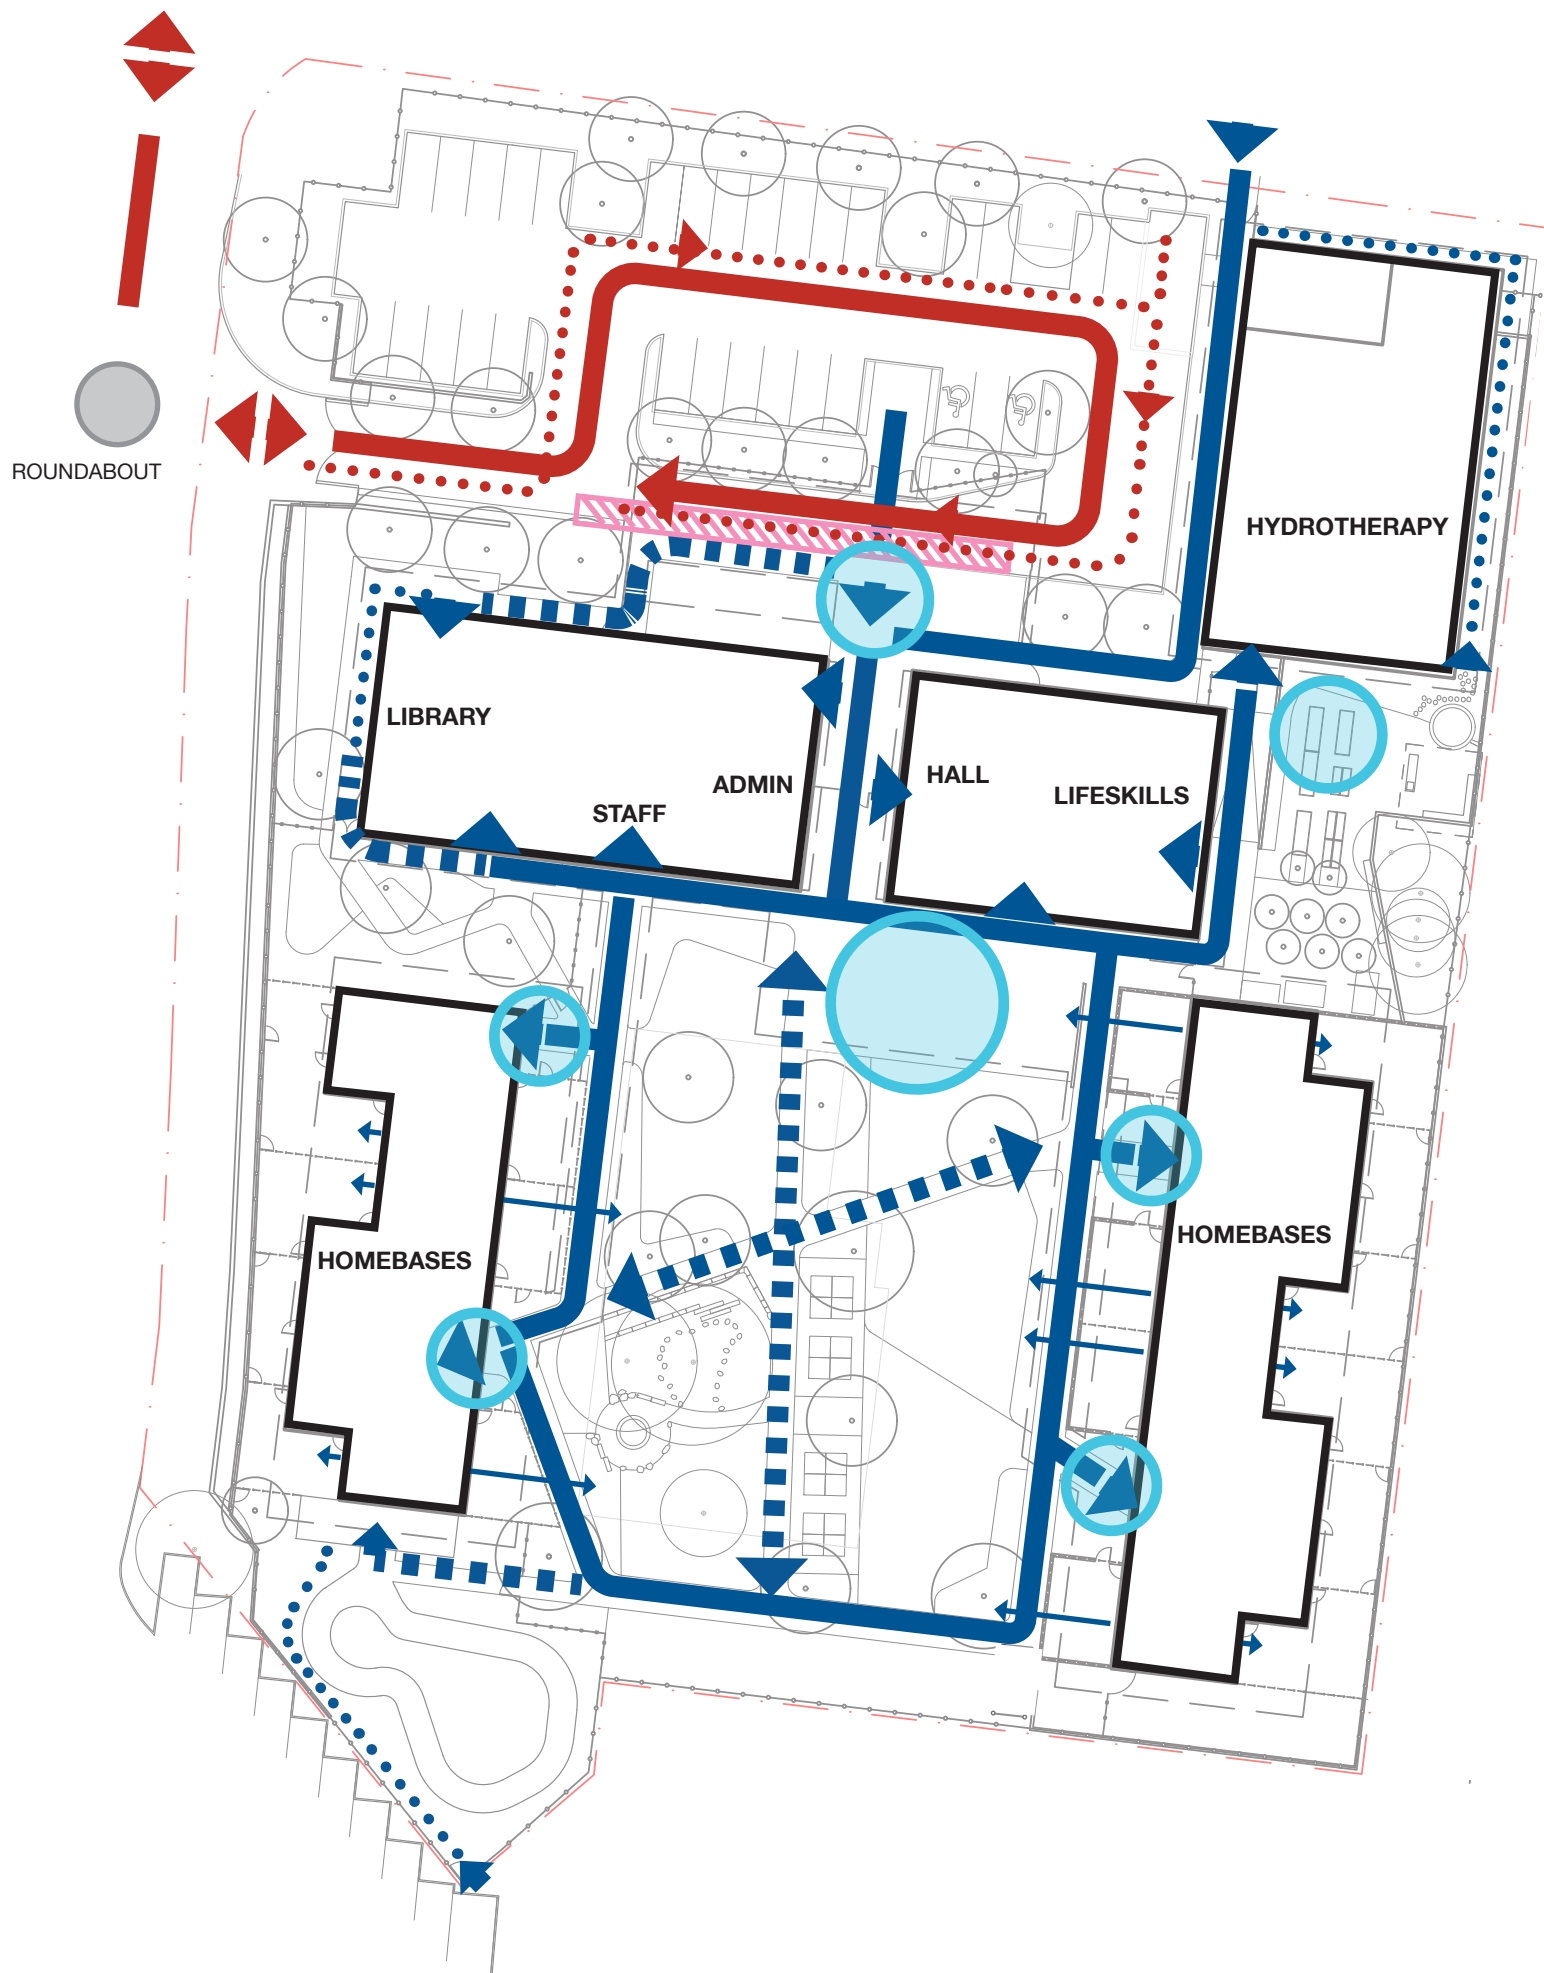 ROUNDABOUT
HYDROTHERAPY
LIBRARY
ADMIN
STAFF
HALL
LIFESKILLS
HOMEBASES
HOMEBASES